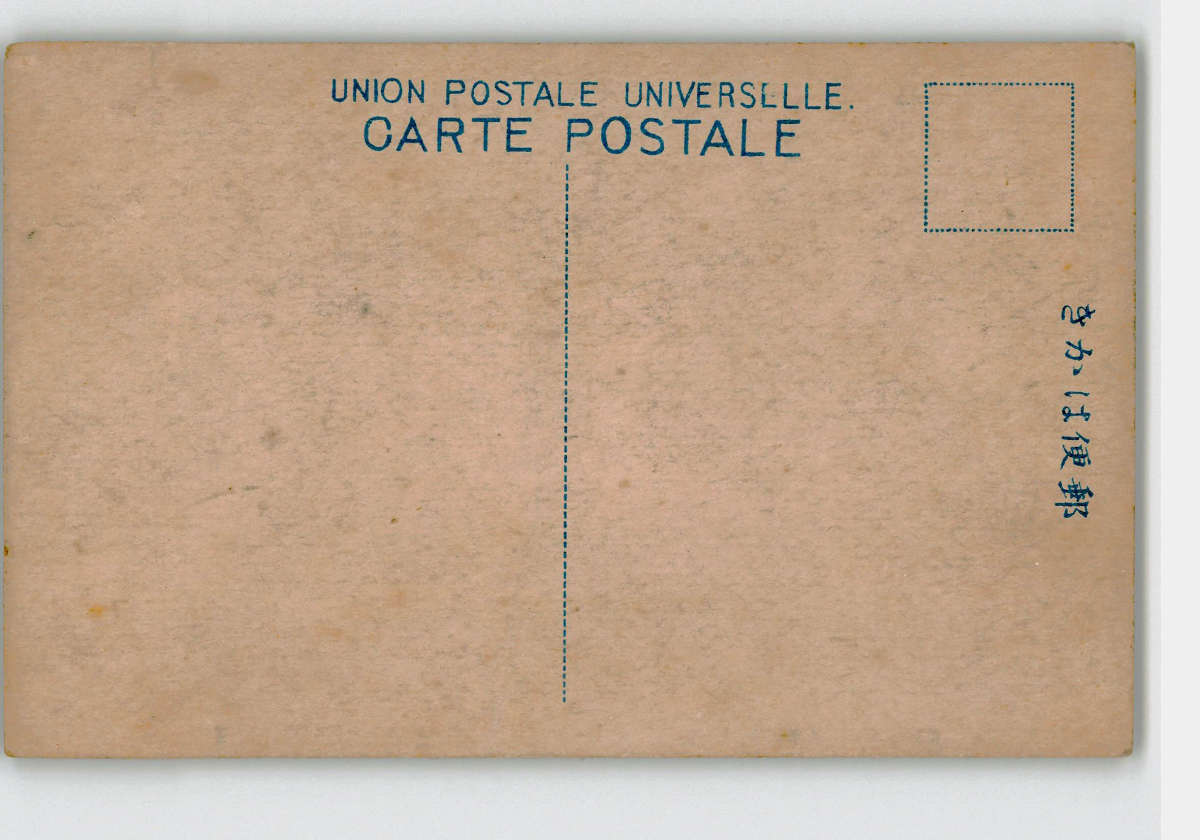 UNION POSTALE UNIVERSELLE.
CARTE POSTALE
郵便はかき